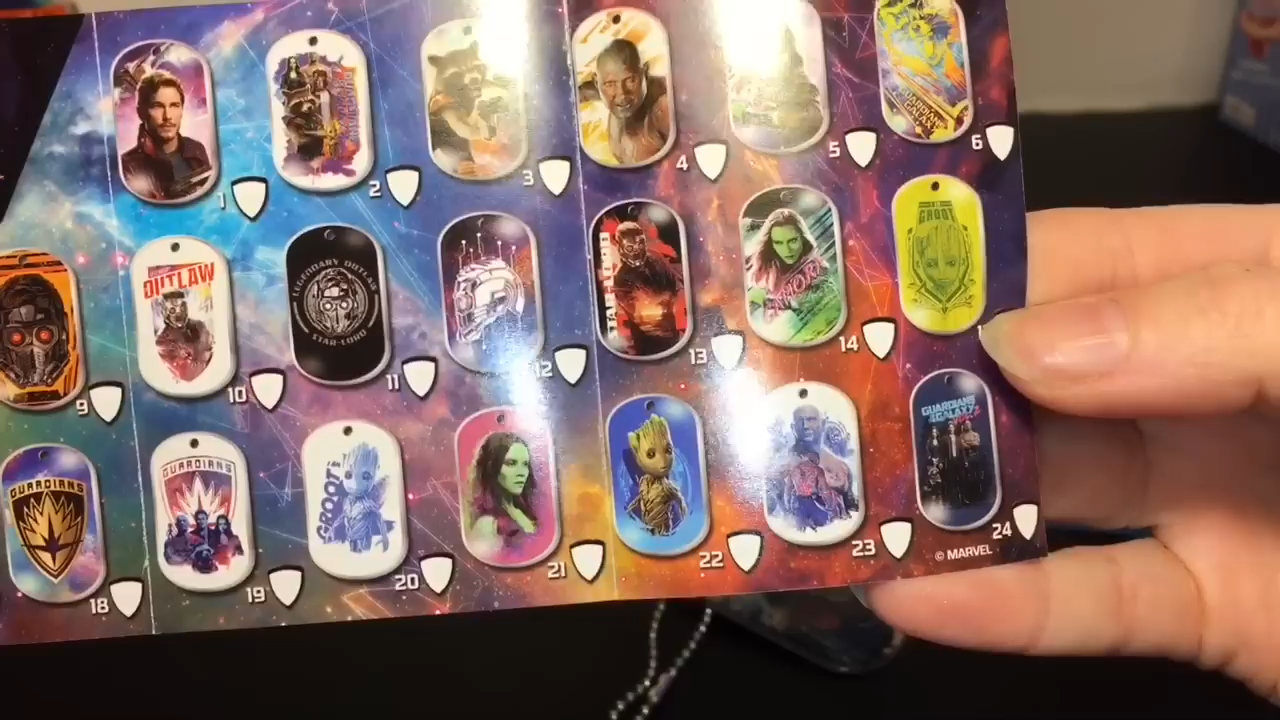 GUARDIANS
GALAXY
1
2
3
4
5
6
OUTLAW
LEGENDARY OUTLAW
STAR-LORD
STAR-LORD
GAMORA
GROOT
9
10
11
12
13
14
GUARDIANS
GUARDIANS
GROOT!
GUARDIANS
OF THE GALAXY
18
19
20
21
22
23
24
© MARVEL